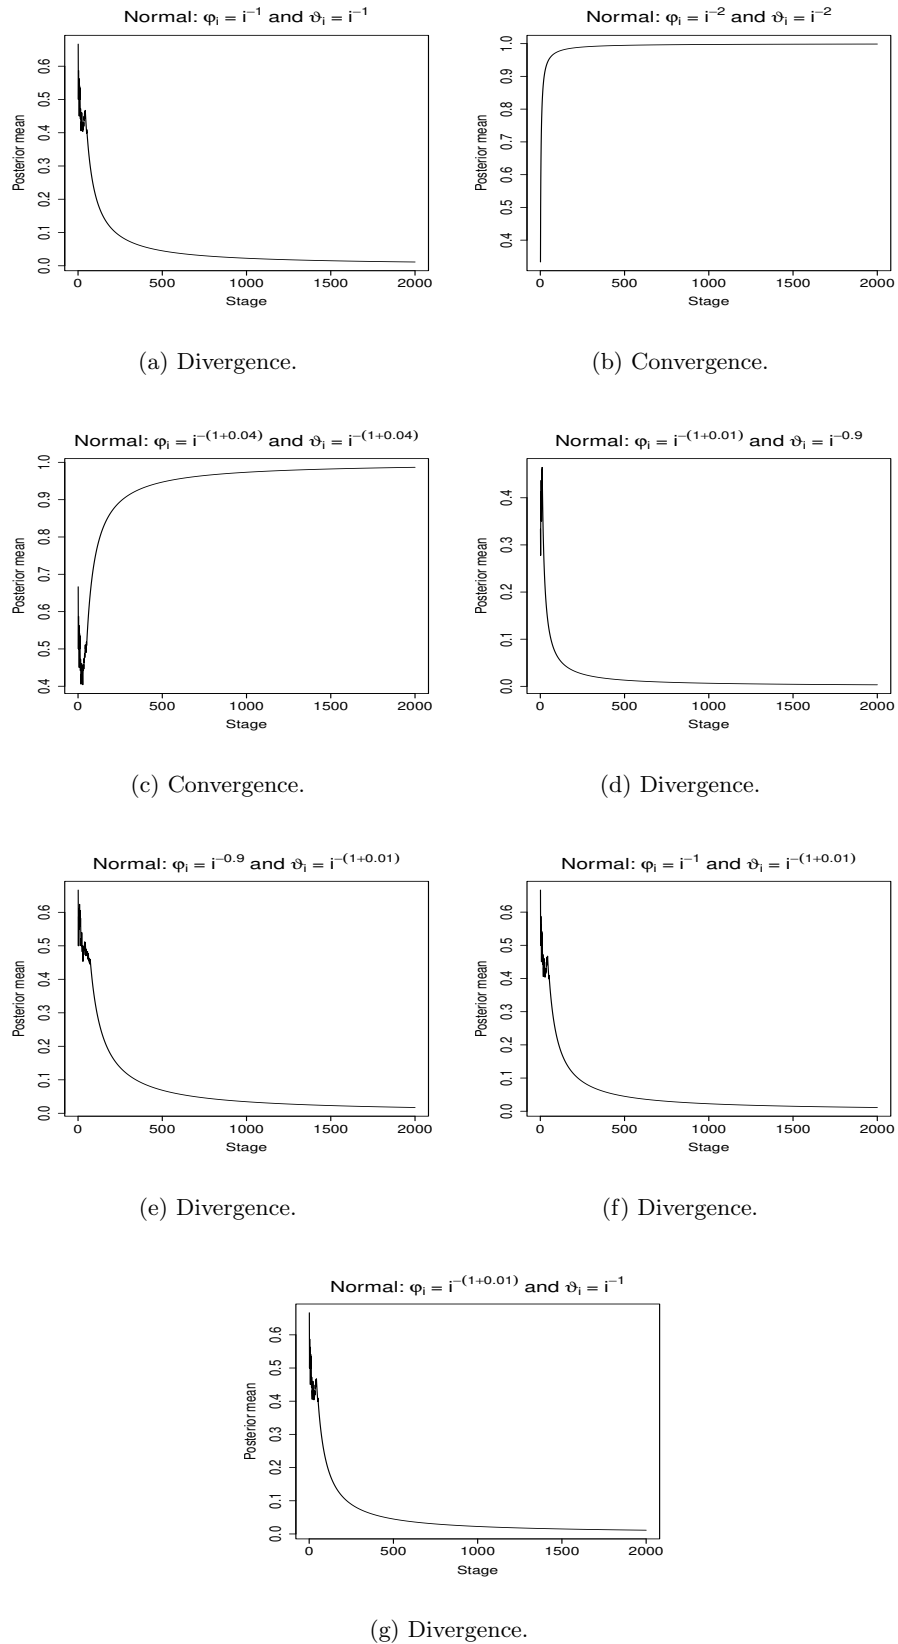 Normal: φᵢ = i⁻¹ and ϑᵢ = i⁻¹
Posterior mean
0.0 0.1 0.2 0.3 0.4 0.5 0.6
0 500 1000 1500 2000
Stage
(a) Divergence.
Normal: φᵢ = i⁻² and ϑᵢ = i⁻²
Posterior mean
0.4 0.5 0.6 0.7 0.8 0.9 1.0
0 500 1000 1500 2000
Stage
(b) Convergence.
Normal: φᵢ = i⁻⁽¹⁺⁰·⁰⁴⁾ and ϑᵢ = i⁻⁽¹⁺⁰·⁰⁴⁾
Posterior mean
0.4 0.5 0.6 0.7 0.8 0.9 1.0
0 500 1000 1500 2000
Stage
(c) Convergence.
Normal: φᵢ = i⁻⁽¹⁺⁰·⁰¹⁾ and ϑᵢ = i⁻⁰·⁹
Posterior mean
0.0 0.1 0.2 0.3 0.4
0 500 1000 1500 2000
Stage
(d) Divergence.
Normal: φᵢ = i⁻⁰·⁹ and ϑᵢ = i⁻⁽¹⁺⁰·⁰¹⁾
Posterior mean
0.0 0.1 0.2 0.3 0.4 0.5 0.6
0 500 1000 1500 2000
Stage
(e) Divergence.
Normal: φᵢ = i⁻¹ and ϑᵢ = i⁻⁽¹⁺⁰·⁰¹⁾
Posterior mean
0.0 0.1 0.2 0.3 0.4 0.5 0.6
0 500 1000 1500 2000
Stage
(f) Divergence.
Normal: φᵢ = i⁻⁽¹⁺⁰·⁰¹⁾ and ϑᵢ = i⁻¹
Posterior mean
0.0 0.1 0.2 0.3 0.4 0.5 0.6
0 500 1000 1500 2000
Stage
(g) Divergence.